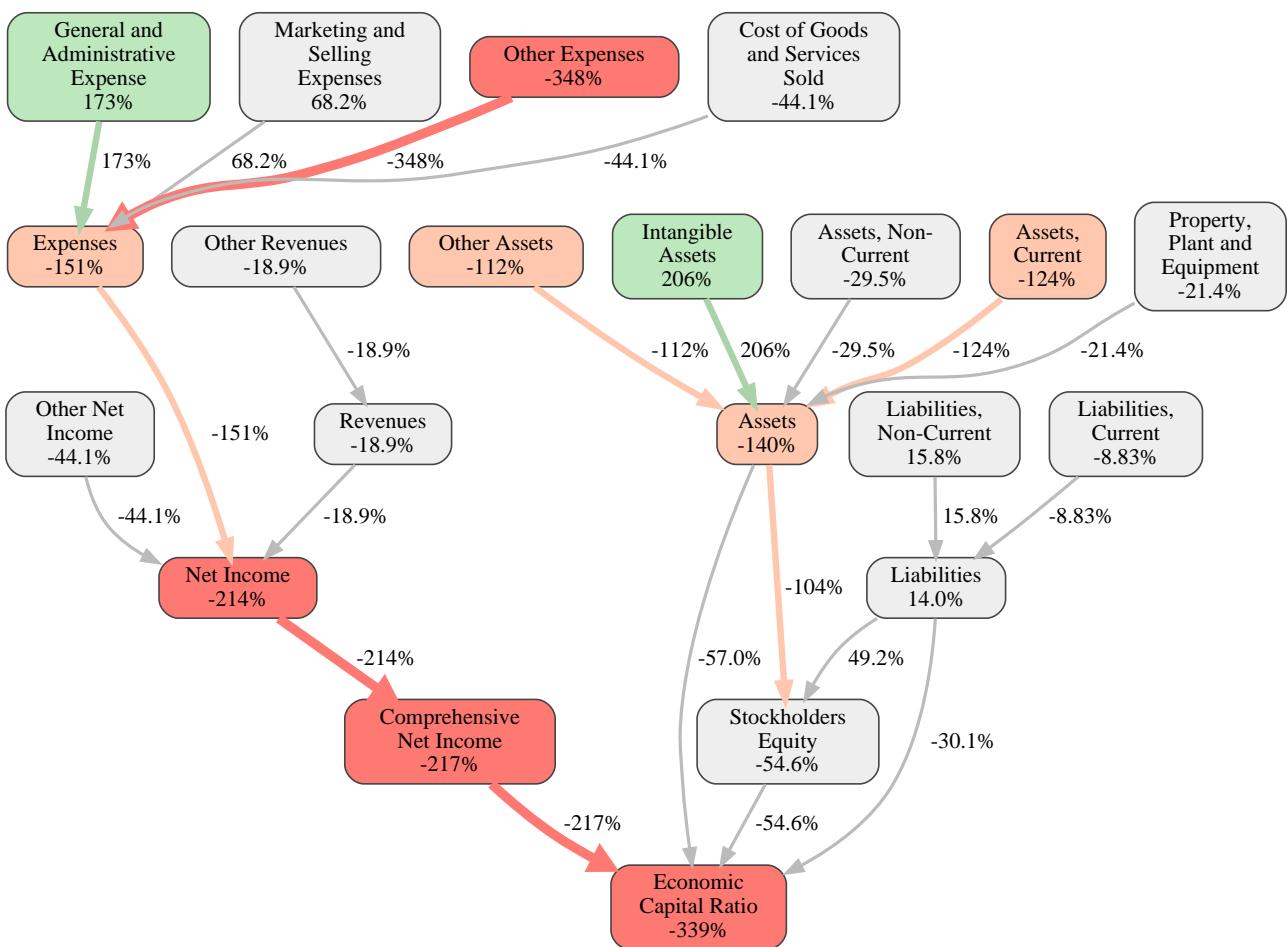 General and
Administrative
Expense
173%
Marketing and
Selling
Expenses
68.2%
Other Expenses
-348%
Cost of Goods
and Services
Sold
-44.1%
173%
68.2%
-348%
-44.1%
Expenses
-151%
Other Revenues
-18.9%
Other Assets
-112%
Intangible
Assets
206%
Assets, Non-
Current
-29.5%
Assets,
Current
-124%
Property,
Plant and
Equipment
-21.4%
-18.9%
-112%
206%
-29.5%
-124%
-21.4%
Other Net
Income
-44.1%
-151%
Revenues
-18.9%
Assets
-140%
Liabilities,
Non-Current
15.8%
Liabilities,
Current
-8.83%
-44.1%
-18.9%
15.8%
-8.83%
Net Income
-214%
-104%
Liabilities
14.0%
-214%
-57.0%
49.2%
Comprehensive
Net Income
-217%
Stockholders
Equity
-54.6%
-30.1%
-217%
-54.6%
Economic
Capital Ratio
-339%